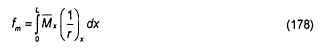 f_m = ∫_0^L M̅_x (1/r)_x dx (178)